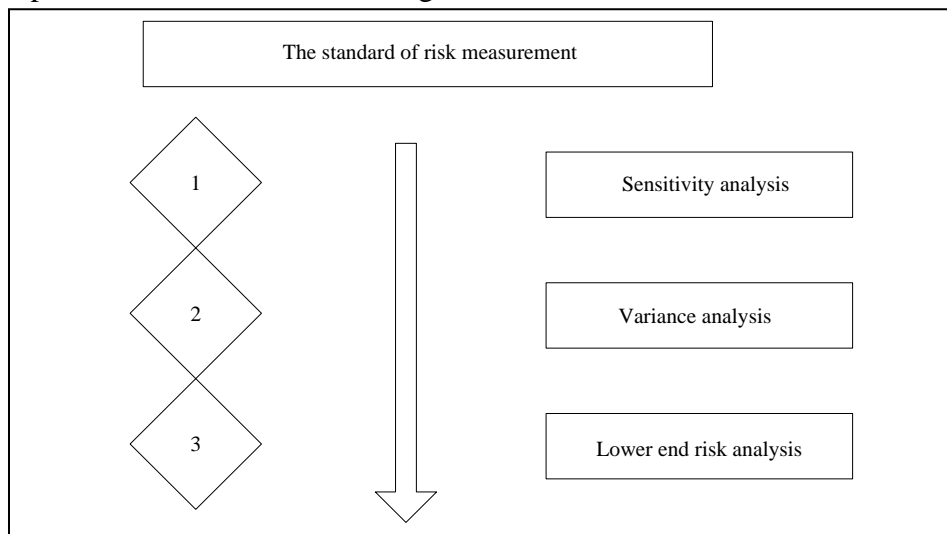 The standard of risk measurement
1
Sensitivity analysis
2
Variance analysis
3
Lower end risk analysis